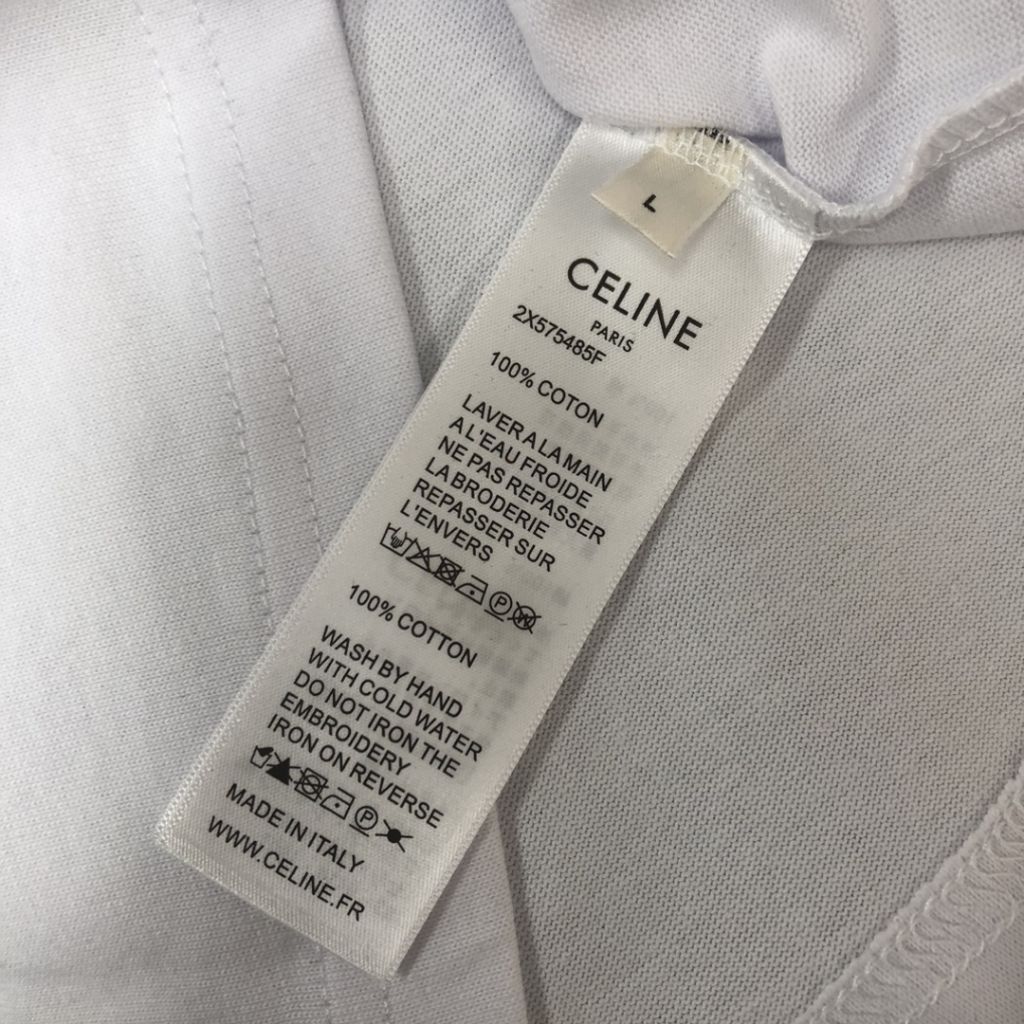 L
CELINE
PARIS
2X575485F
100% COTON
LAVER A LA MAIN
A L'EAU FROIDE
NE PAS REPASSER
LA BRODERIE
REPASSER SUR
L'ENVERS
P W
100% COTTON
WASH BY HAND
WITH COLD WATER
DO NOT IRON THE
EMBROIDERY
IRON ON REVERSE
P
MADE IN ITALY
WWW.CELINE.FR